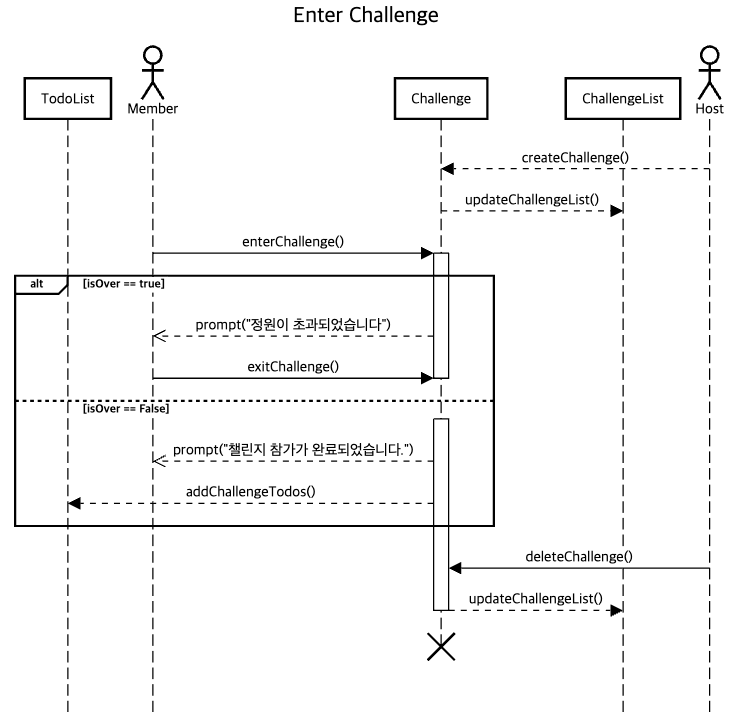 Enter Challenge
TodoList
Member
Challenge
ChallengeList
Host
createChallenge()
updateChallengeList()
enterChallenge()
alt
[isOver == true]
prompt("정원이 초과되었습니다")
exitChallenge()
[isOver == False]
prompt("챌린지 참가가 완료되었습니다.")
addChallengeTodos()
deleteChallenge()
updateChallengeList()